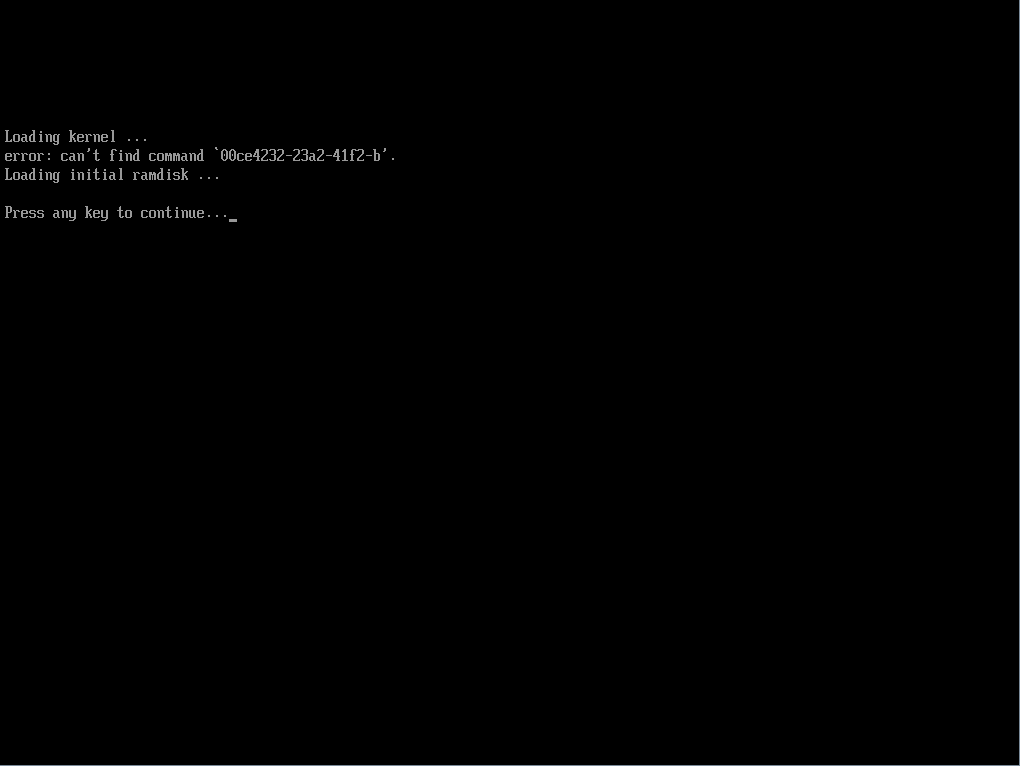 Loading kernel ...
error: can't find command `00ce4232-23a2-41f2-b'.
Loading initial ramdisk ...
Press any key to continue..._